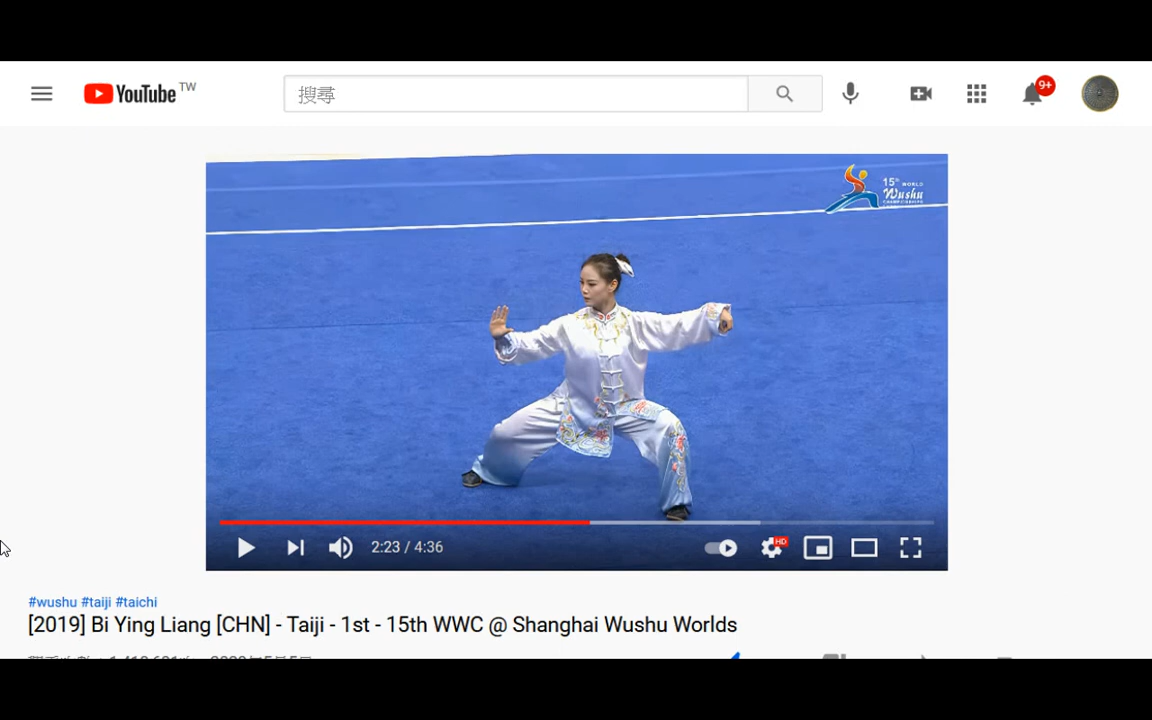 YouTube TW
搜尋
9+
15th WORLD
Wushu
CHAMPIONSHIPS
2:23 / 4:36
HD
#wushu #taiji #taichi
[2019] Bi Ying Liang [CHN] - Taiji - 1st - 15th WWC @ Shanghai Wushu Worlds